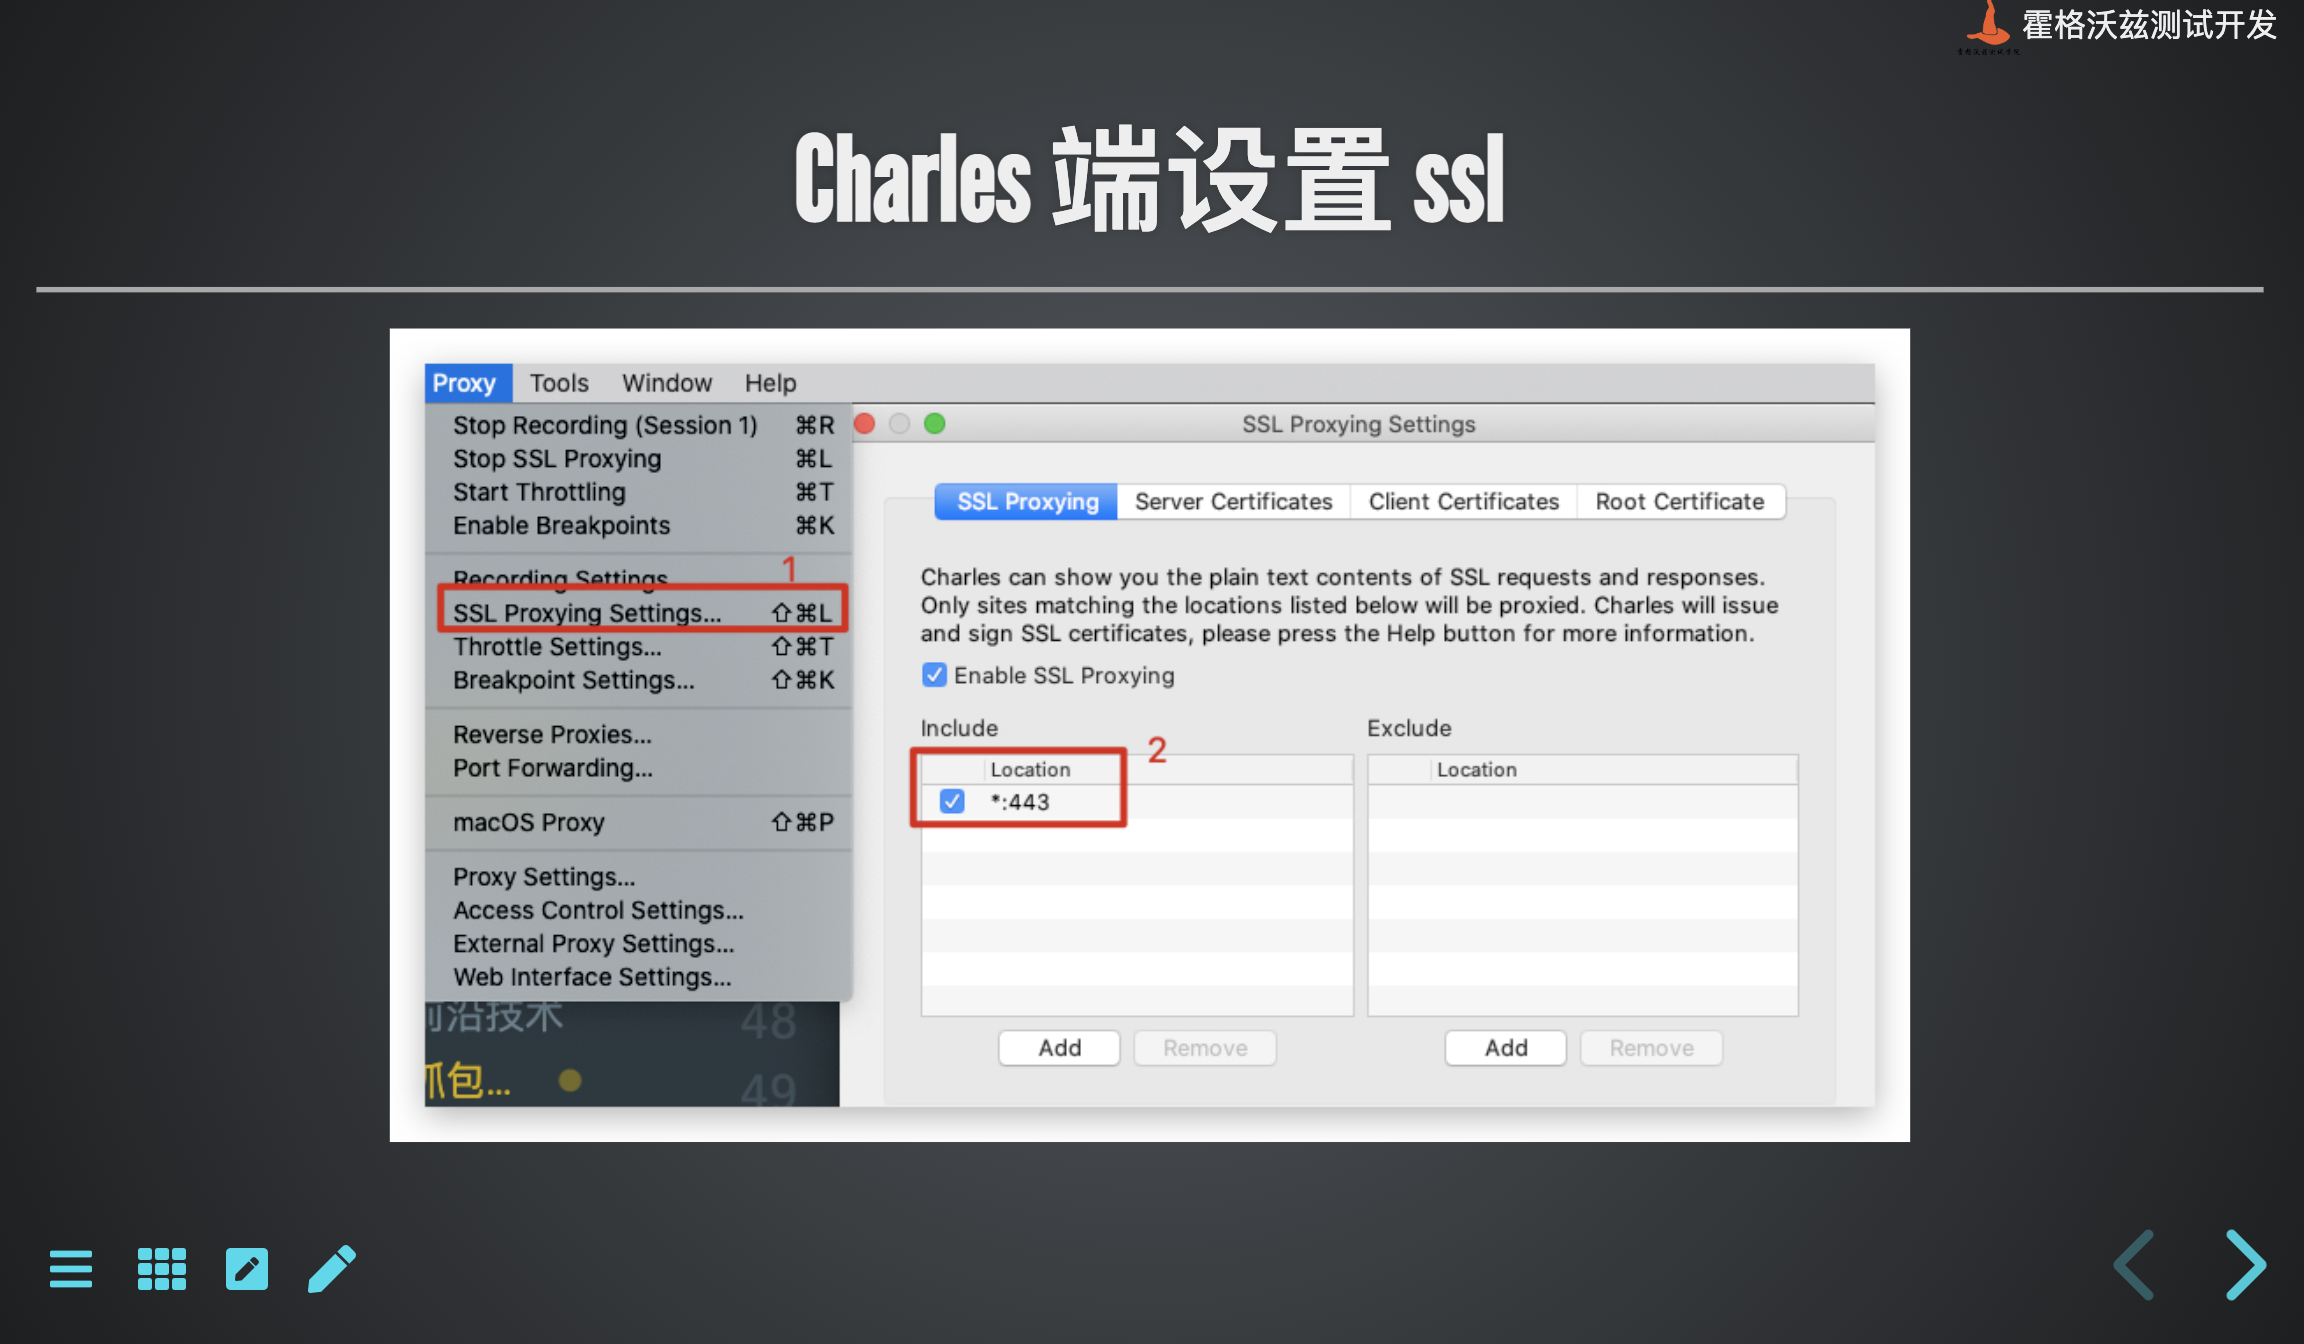 霍格沃兹测试开发
Charles 端设置 ssl
Proxy Tools Window Help
Stop Recording (Session 1) ⌘R
Stop SSL Proxying ⌘L
Start Throttling ⌘T
Enable Breakpoints ⌘K
1
Recording Settings
SSL Proxying Settings... ⇧⌘L
Throttle Settings... ⇧⌘T
Breakpoint Settings... ⇧⌘K
Reverse Proxies...
Port Forwarding...
macOS Proxy ⇧⌘P
Proxy Settings...
Access Control Settings...
External Proxy Settings...
Web Interface Settings...
前沿技术 48
抓包... 49
SSL Proxying Settings
SSL Proxying Server Certificates Client Certificates Root Certificate
Charles can show you the plain text contents of SSL requests and responses.
Only sites matching the locations listed below will be proxied. Charles will issue
and sign SSL certificates, please press the Help button for more information.
Enable SSL Proxying
Include Exclude
2
Location Location
*:443
Add Remove Add Remove